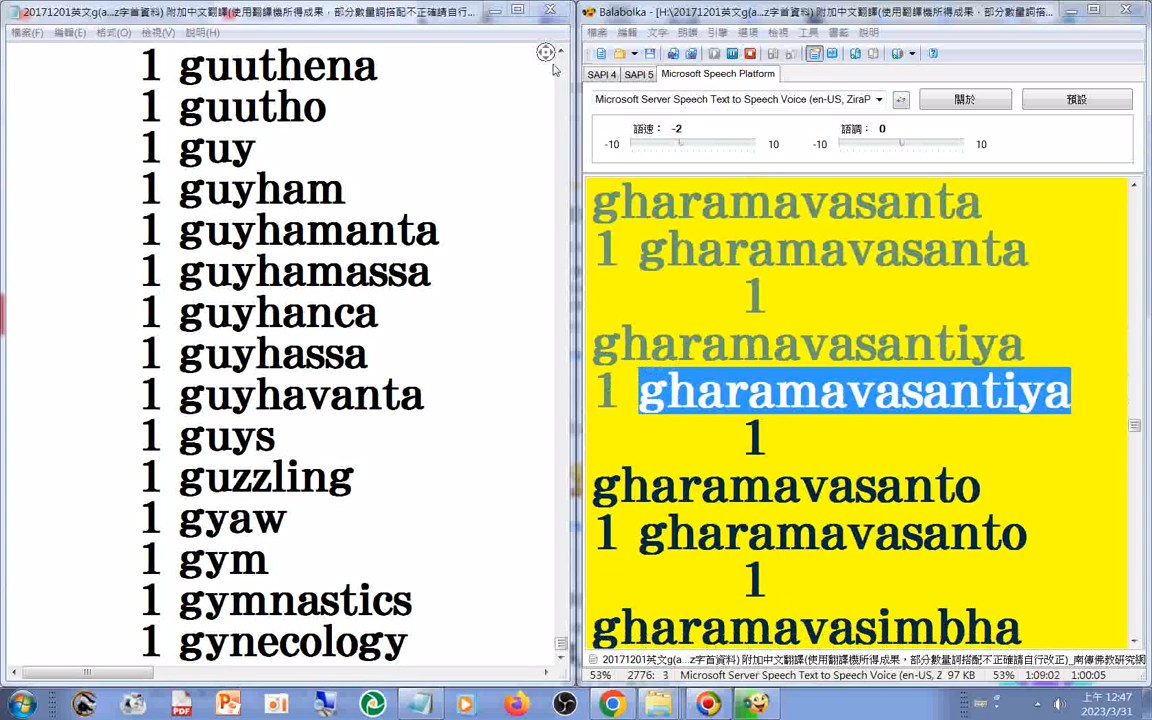 20171201英文g(a...z字首資料) 附加中文翻譯(使用翻譯機所得成果，部分數量詞搭配不正確請自行...
檔案(F) 編輯(E) 格式(O) 檢視(V) 說明(H)
1 guuthena
1 guutho
1 guy
1 guyham
1 guyhamanta
1 guyhamassa
1 guyhanca
1 guyhassa
1 guyhavanta
1 guys
1 guzzling
1 gyaw
1 gym
1 gymnastics
1 gynecology
Balabolka - [H:\20171201英文g(a...z字首資料) 附加中文翻譯(使用翻譯機所得成果，部分數量詞搭...
檔案 編輯 文字 朗讀 引擎 選項 檢視 工具 書籤 說明
SAPI 4 SAPI 5 Microsoft Speech Platform
Microsoft Server Speech Text to Speech Voice (en-US, ZiraP 關於 預設
語速： -2 語調： 0
-10 10 -10 10
gharamavasanta
1 gharamavasanta
1
gharamavasantiya
1 gharamavasantiya
1
gharamavasanto
1 gharamavasanto
1
gharamavasimbha
20171201英文g(a...z字首資料) 附加中文翻譯(使用翻譯機所得成果，部分數量詞搭配不正確請自行改正)_南傳佛教研究網
53% 2776: 3 Microsoft Server Speech Text to Speech Voice (en-U, Z 97 KB 53% 1:09:02 1:00:05
上午 12:47
2023/3/31